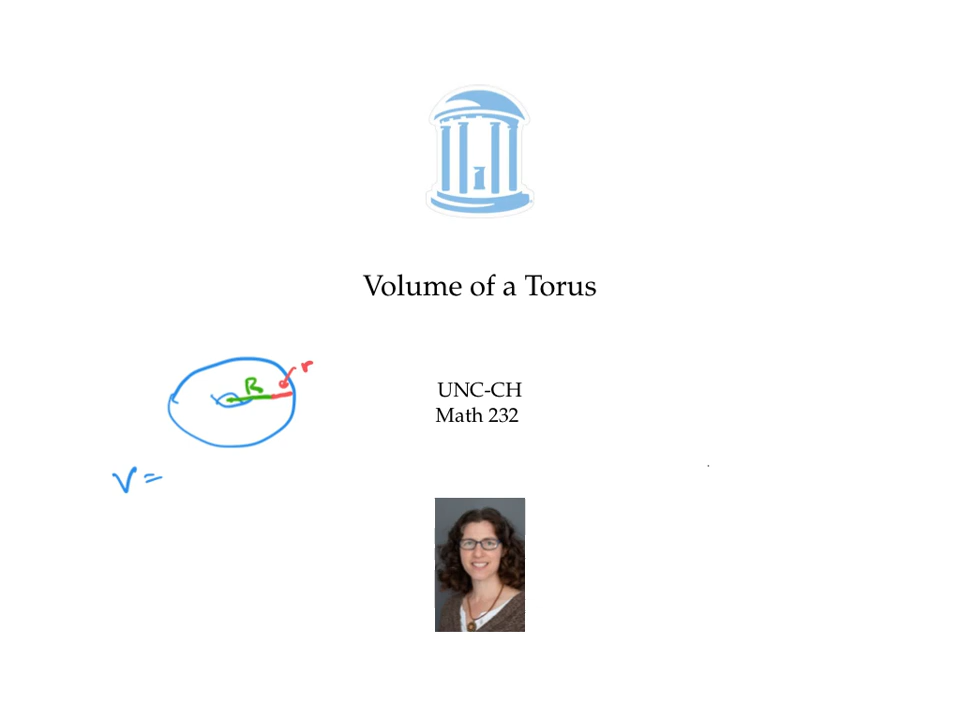 Volume of a Torus
r
R
UNC-CH
Math 232
V =